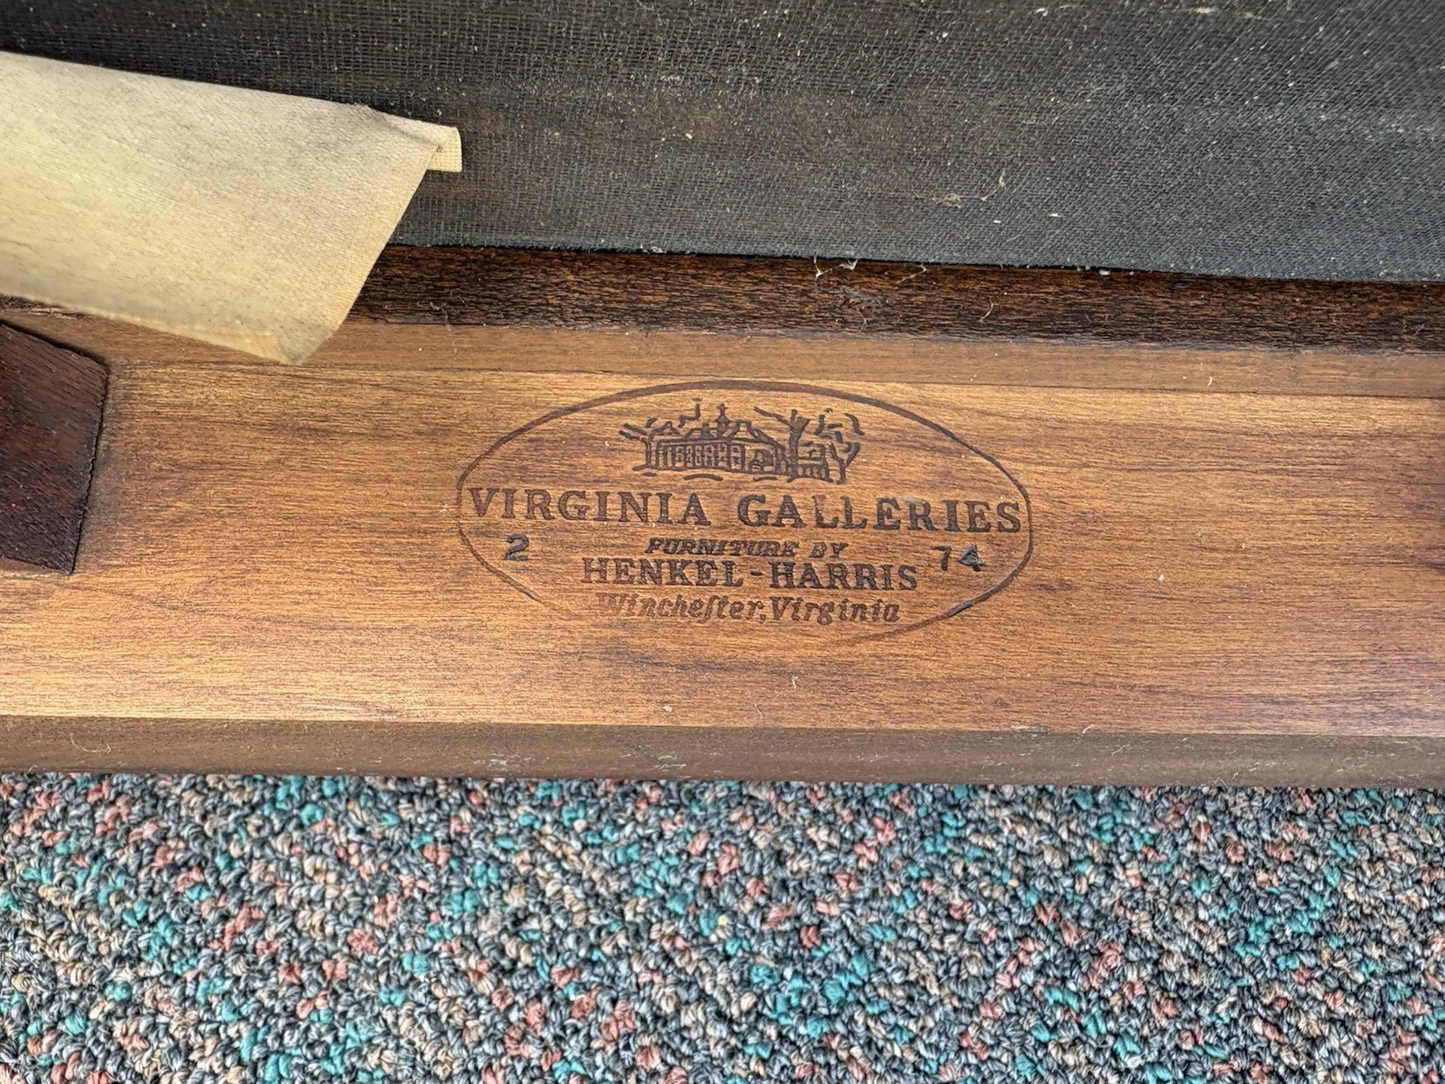 VIRGINIA GALLERIES
2 FURNITURE BY 74
HENKEL-HARRIS
Wincheſter, Virginia